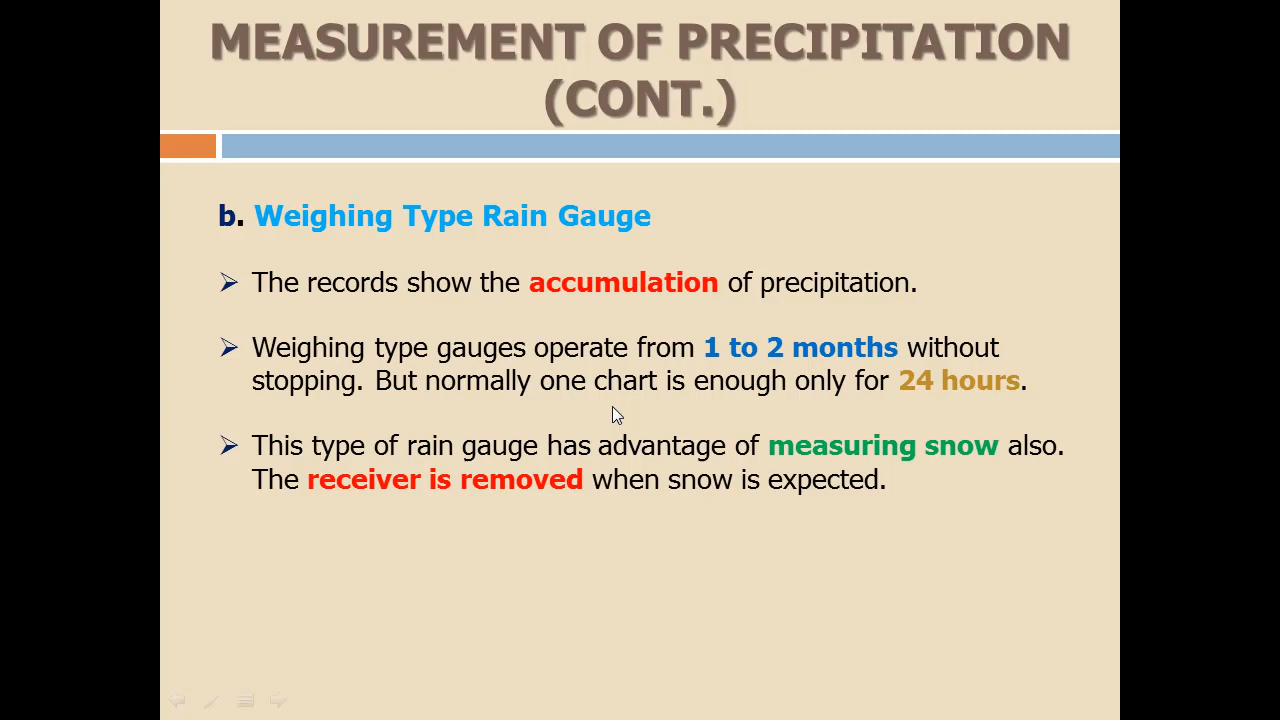 MEASUREMENT OF PRECIPITATION
(CONT.)
b. Weighing Type Rain Gauge
➢ The records show the accumulation of precipitation.
➢ Weighing type gauges operate from 1 to 2 months without
stopping. But normally one chart is enough only for 24 hours.
➢ This type of rain gauge has advantage of measuring snow also.
The receiver is removed when snow is expected.